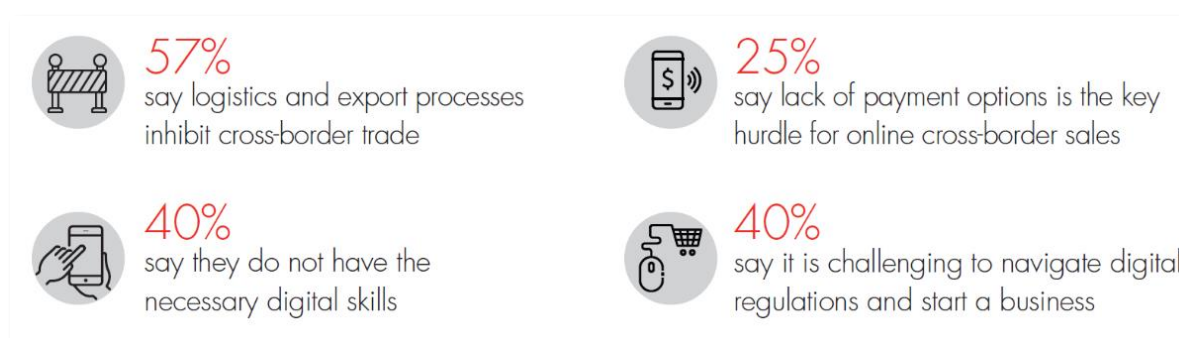 57%
say logistics and export processes
inhibit cross-border trade
25%
say lack of payment options is the key
hurdle for online cross-border sales
40%
say they do not have the
necessary digital skills
40%
say it is challenging to navigate digital
regulations and start a business
$